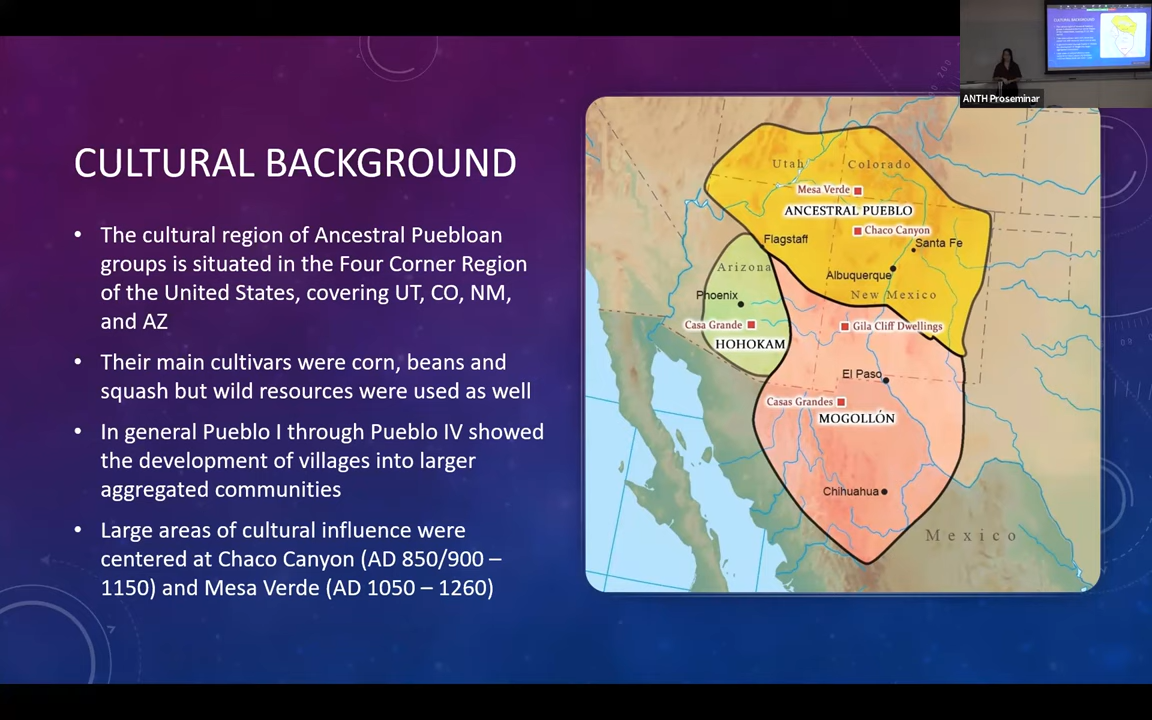 CULTURAL BACKGROUND
• The cultural region of Ancestral Puebloan
groups is situated in the Four Corner Region
of the United States, covering UT, CO, NM,
and AZ
• Their main cultivars were corn, beans and
squash but wild resources were used as well
• In general Pueblo I through Pueblo IV showed
the development of villages into larger
aggregated communities
• Large areas of cultural influence were
centered at Chaco Canyon (AD 850/900 –
1150) and Mesa Verde (AD 1050 – 1260)
Utah
Colorado
Mesa Verde
ANCESTRAL PUEBLO
Chaco Canyon
Flagstaff
Santa Fe
Arizona
Albuquerque
New Mexico
Phoenix
Casa Grande
Gila Cliff Dwellings
HOHOKAM
El Paso
Casas Grandes
MOGOLLÓN
Chihuahua
Mexico
CULTURAL BACKGROUND
ANTH Proseminar